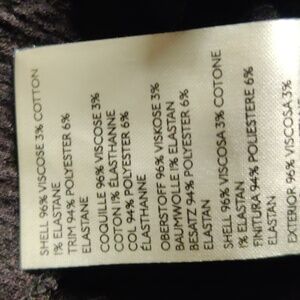 SHELL 96% VISCOSE 3% COTTON
1% ELASTANE
TRIM 94% POLYESTER 6%
ELASTANE
COQUILLE 96% VISCOSE 3%
COTON 1% ÉLASTHANNE
COL 94% POLYESTER 6%
ÉLASTHANNE
OBERSTOFF 96% VISKOSE 3%
BAUMWOLLE 1% ELASTAN
BESATZ 94% POLYESTER 6%
ELASTAN
SHELL 96% VISCOSA 3% COTONE
1% ELASTAN
FINITURA 94% POLIESTERE 6%
ELASTAN
EXTERIOR 96% VISCOSA 3%